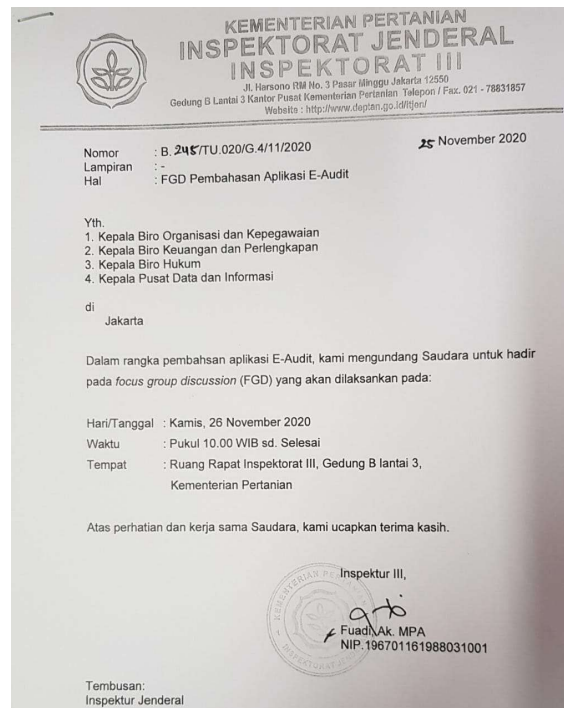 KEMENTERIAN PERTANIAN
INSPEKTORAT JENDERAL
INSPEKTORAT III
Jl. Harsono RM No. 3 Pasar Minggu Jakarta 12550
Gedung B Lantai 3 Kantor Pusat Kementerian Pertanian Telepon / Fax. 021 - 78831857
Website : http://www.deptan.go.id/itjen/
25 November 2020
Nomor : B. 245/TU.020/G.4/11/2020
Lampiran : -
Hal : FGD Pembahasan Aplikasi E-Audit
Yth.
1. Kepala Biro Organisasi dan Kepegawaian
2. Kepala Biro Keuangan dan Perlengkapan
3. Kepala Biro Hukum
4. Kepala Pusat Data dan Informasi
di
Jakarta
Dalam rangka pembahsan aplikasi E-Audit, kami mengundang Saudara untuk hadir
pada focus group discussion (FGD) yang akan dilaksankan pada:
Hari/Tanggal : Kamis, 26 November 2020
Waktu : Pukul 10.00 WIB sd. Selesai
Tempat : Ruang Rapat Inspektorat III, Gedung B lantai 3,
Kementerian Pertanian
Atas perhatian dan kerja sama Saudara, kami ucapkan terima kasih.
Inspektur III,
Fuadi, Ak. MPA
NIP.196701161988031001
Tembusan:
Inspektur Jenderal